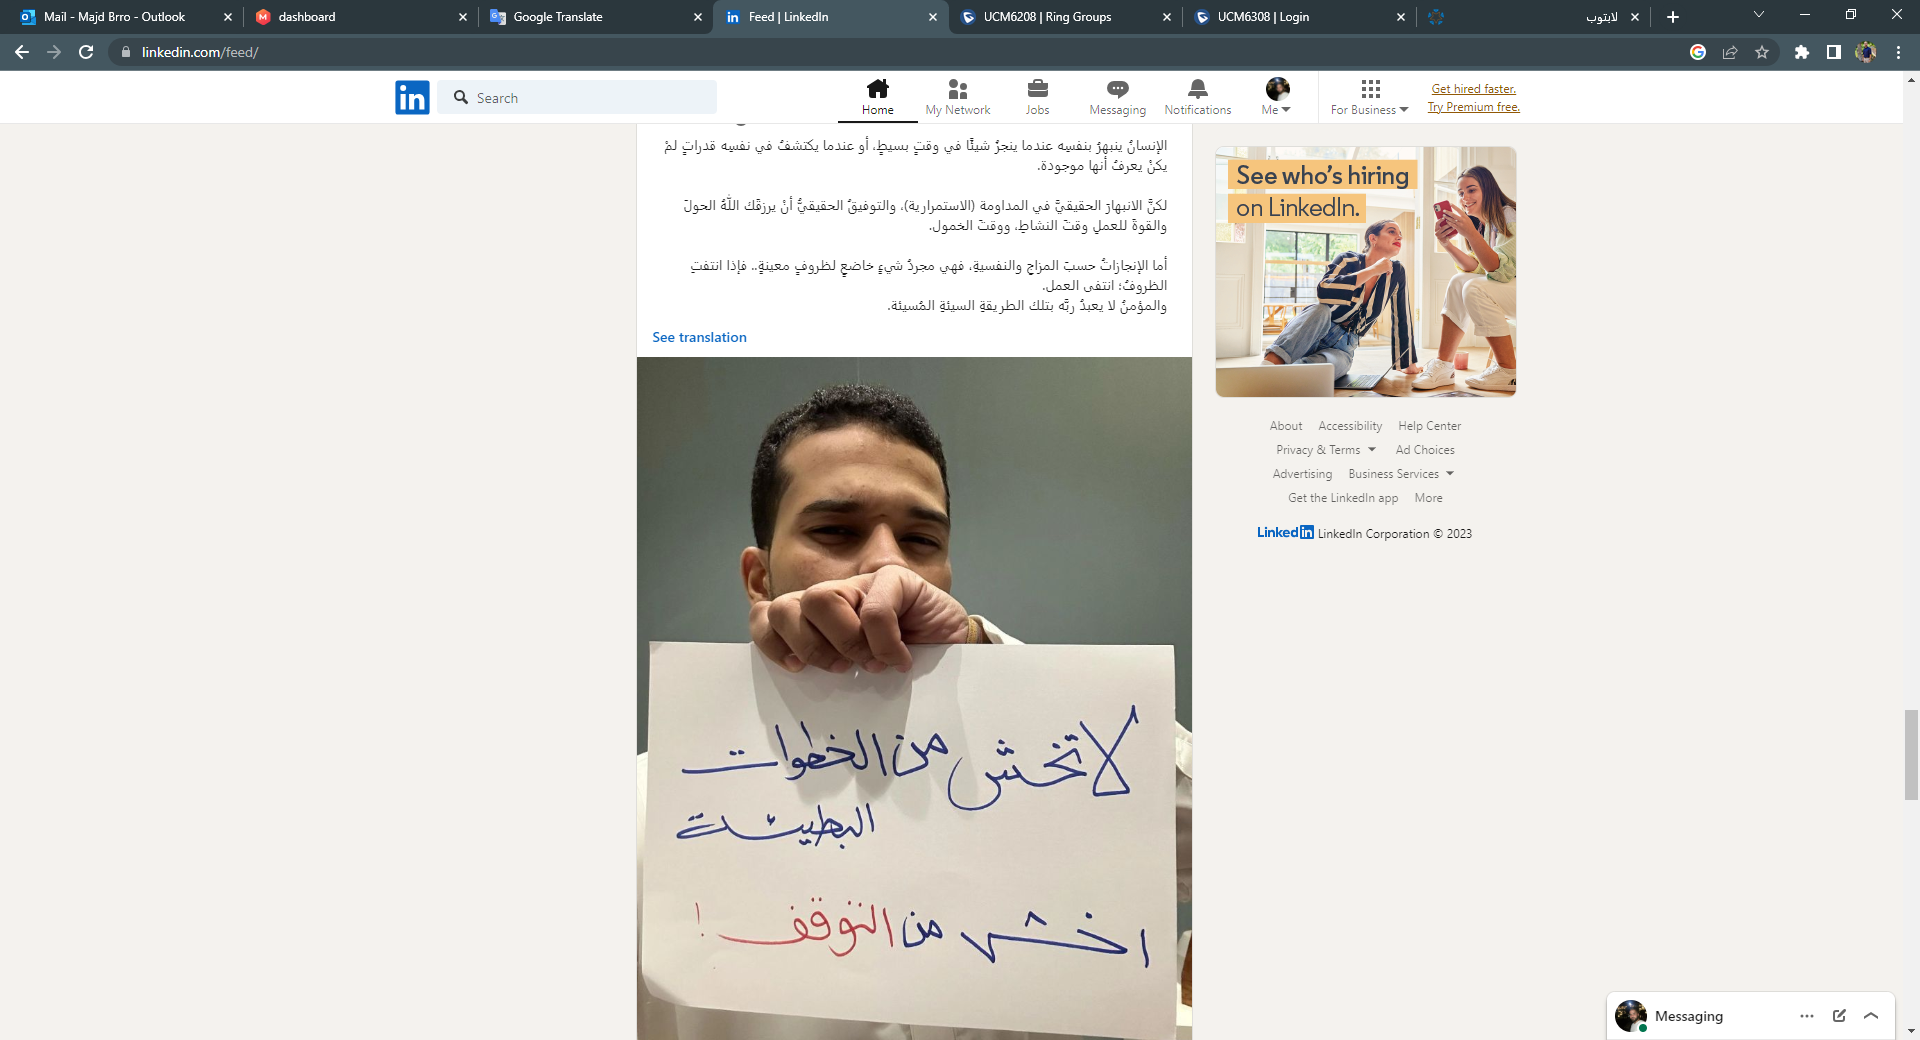 Mail - Majd Brro - Outlook
dashboard
Google Translate
Feed | LinkedIn
UCM6208 | Ring Groups
UCM6308 | Login
لابتوب
linkedin.com/feed/
in
Search
Home
My Network
Jobs
Messaging
Notifications
Me
For Business
Get hired faster.
Try Premium free.
الإنسانُ ينبهرُ بنفسِه عندما ينجزُ شيئًا في وقتٍ بسيطٍ، أو عندما يكتشفُ في نفسِه قدراتٍ لمْ
يكنْ يعرفُ أنها موجودة.
لكنَّ الانبهارَ الحقيقيَّ في المداومة (الاستمرارية)، والتوفيقُ الحقيقيُّ أنْ يرزقَك اللهُ الحولَ
والقوةَ للعملِ وقتَ النشاطِ، ووقتَ الخمول.
أما الإنجازاتُ حسبَ المزاجِ والنفسيةِ، فهي مجردُ شيءٍ خاضعٍ لظروفٍ معينةٍ.. فإذا انتفتِ
الظروفُ؛ انتفى العمل.
والمؤمنُ لا يعبدُ ربَّه بتلك الطريقةِ السيئةِ المُسيئة.
See translation
لا تخش من الخطوات
البطيئة
اخش من التوقف !
See who's hiring
on LinkedIn.
About Accessibility Help Center
Privacy & Terms Ad Choices
Advertising Business Services
Get the LinkedIn app More
LinkedIn LinkedIn Corporation © 2023
Messaging